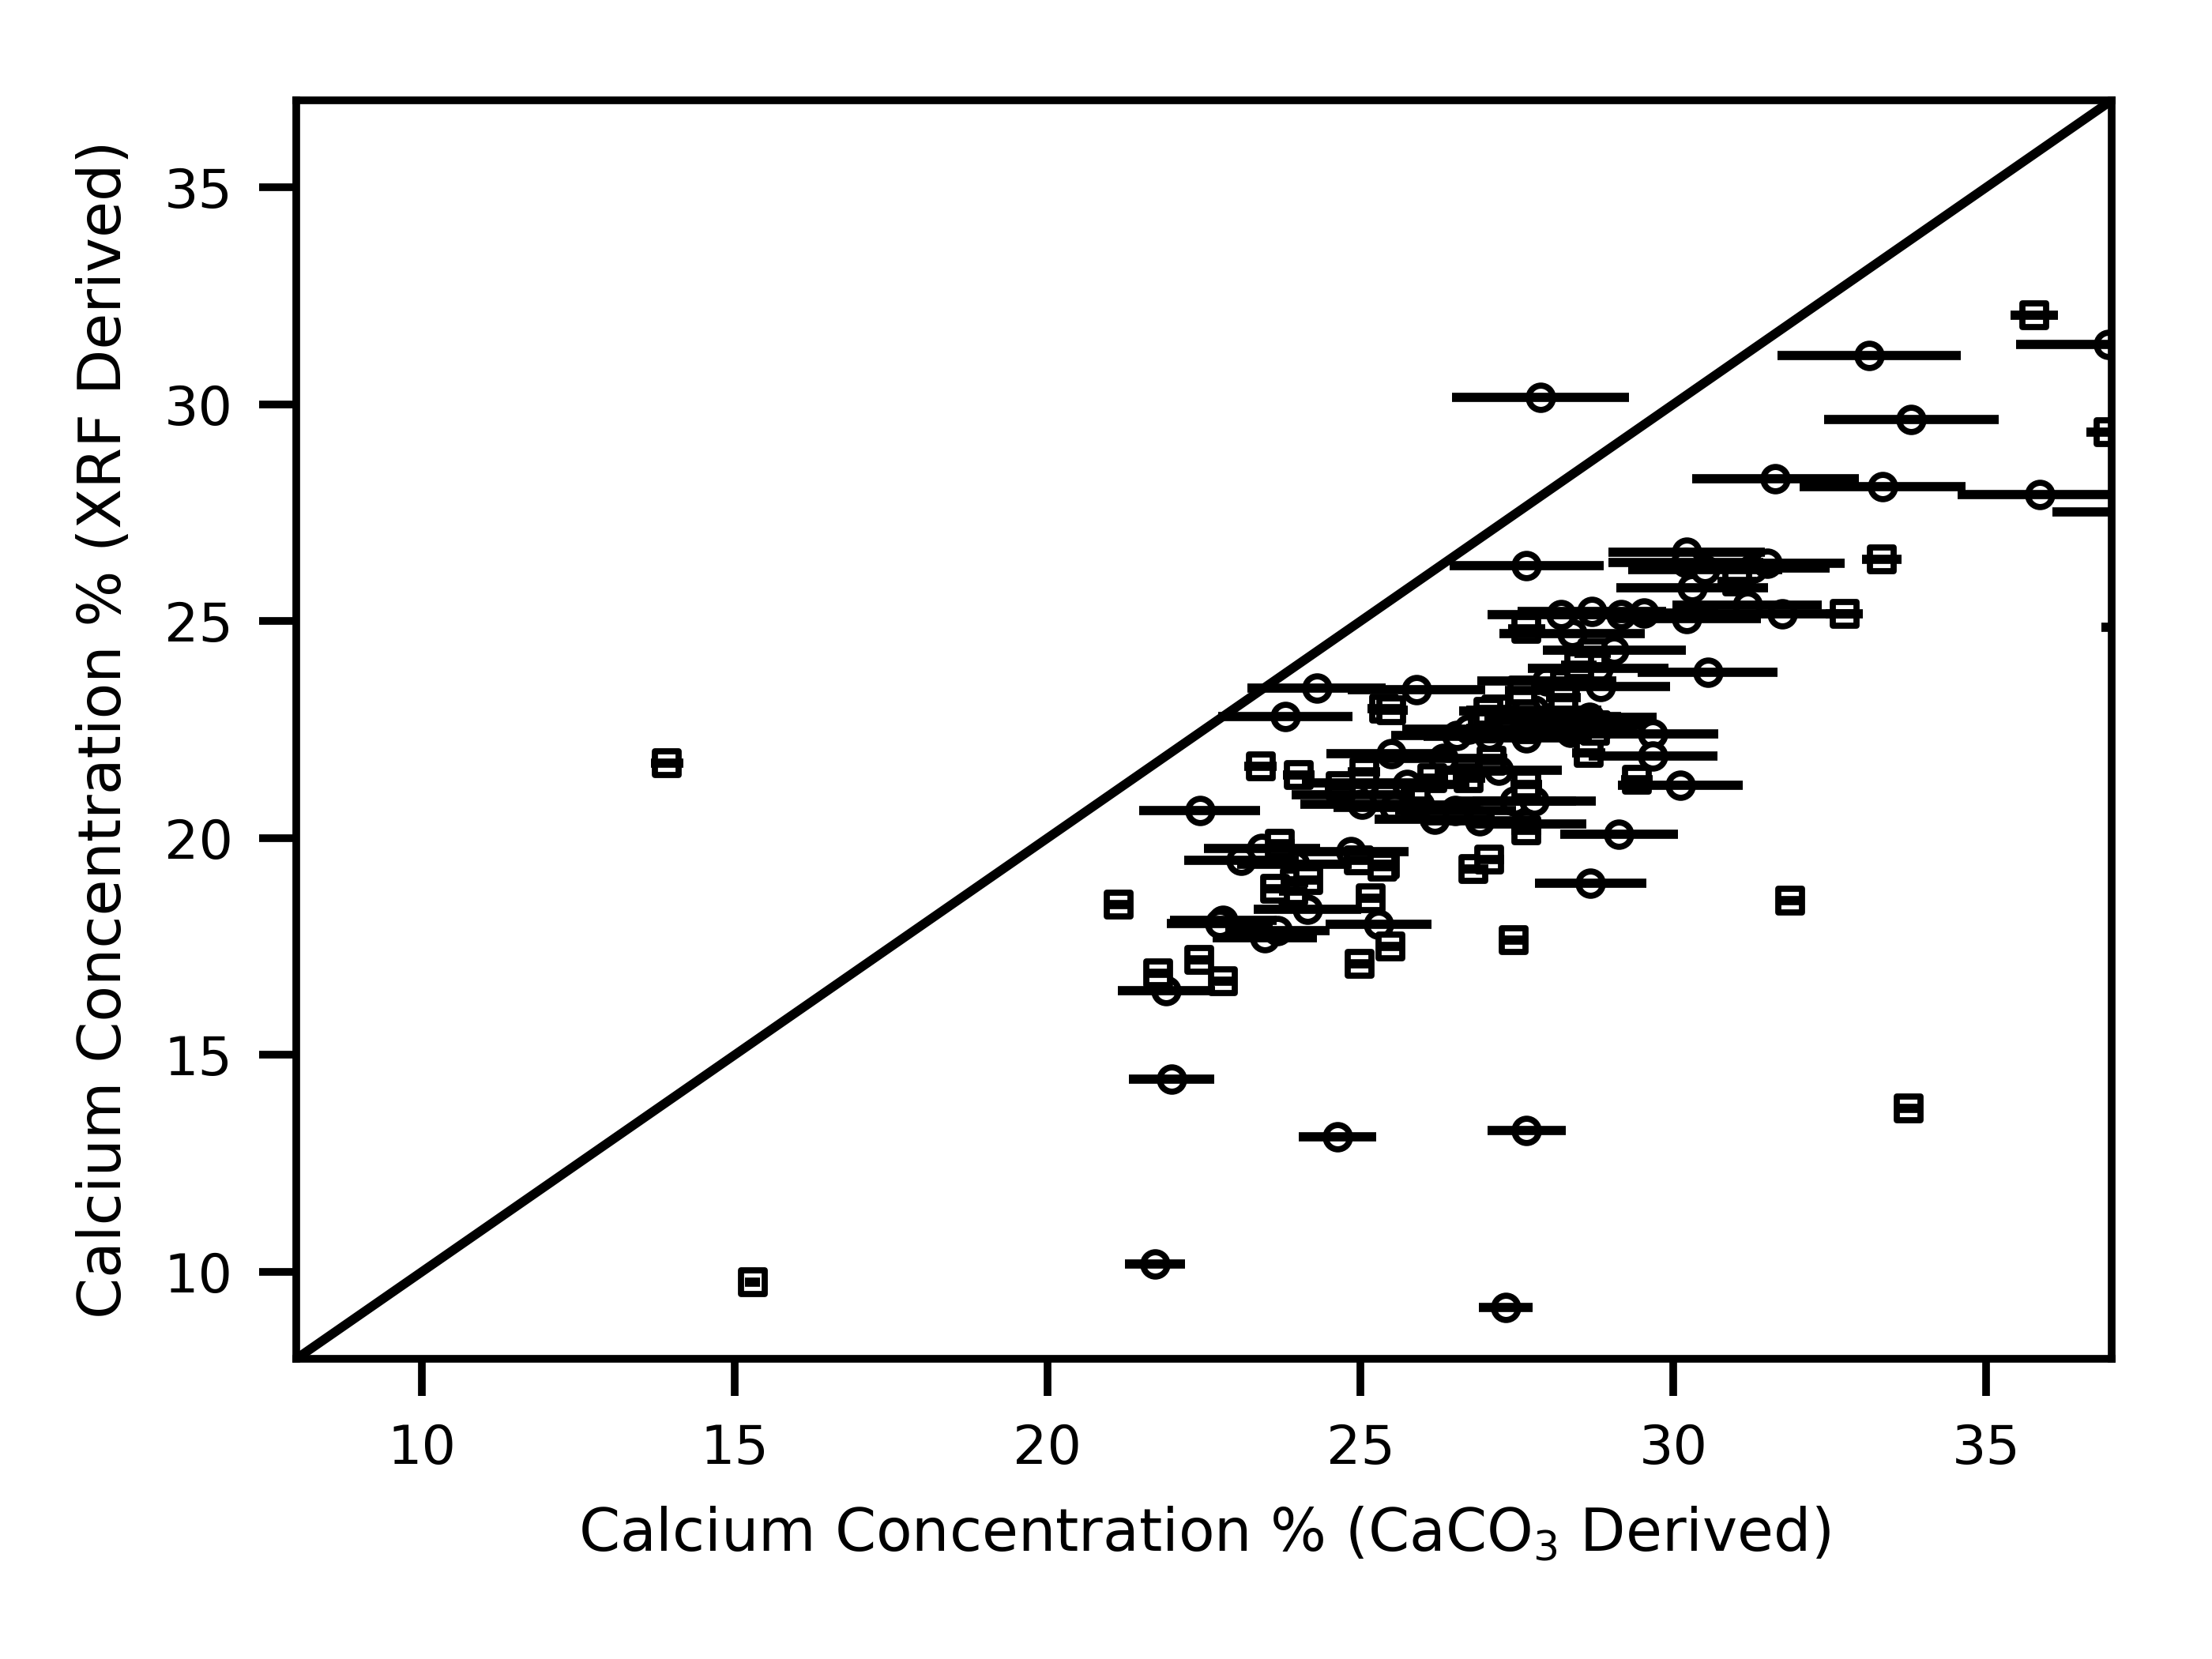 Calcium Concentration % (XRF Derived)
35
30
25
20
15
10
10 15 20 25 30 35
Calcium Concentration % (CaCO₃ Derived)